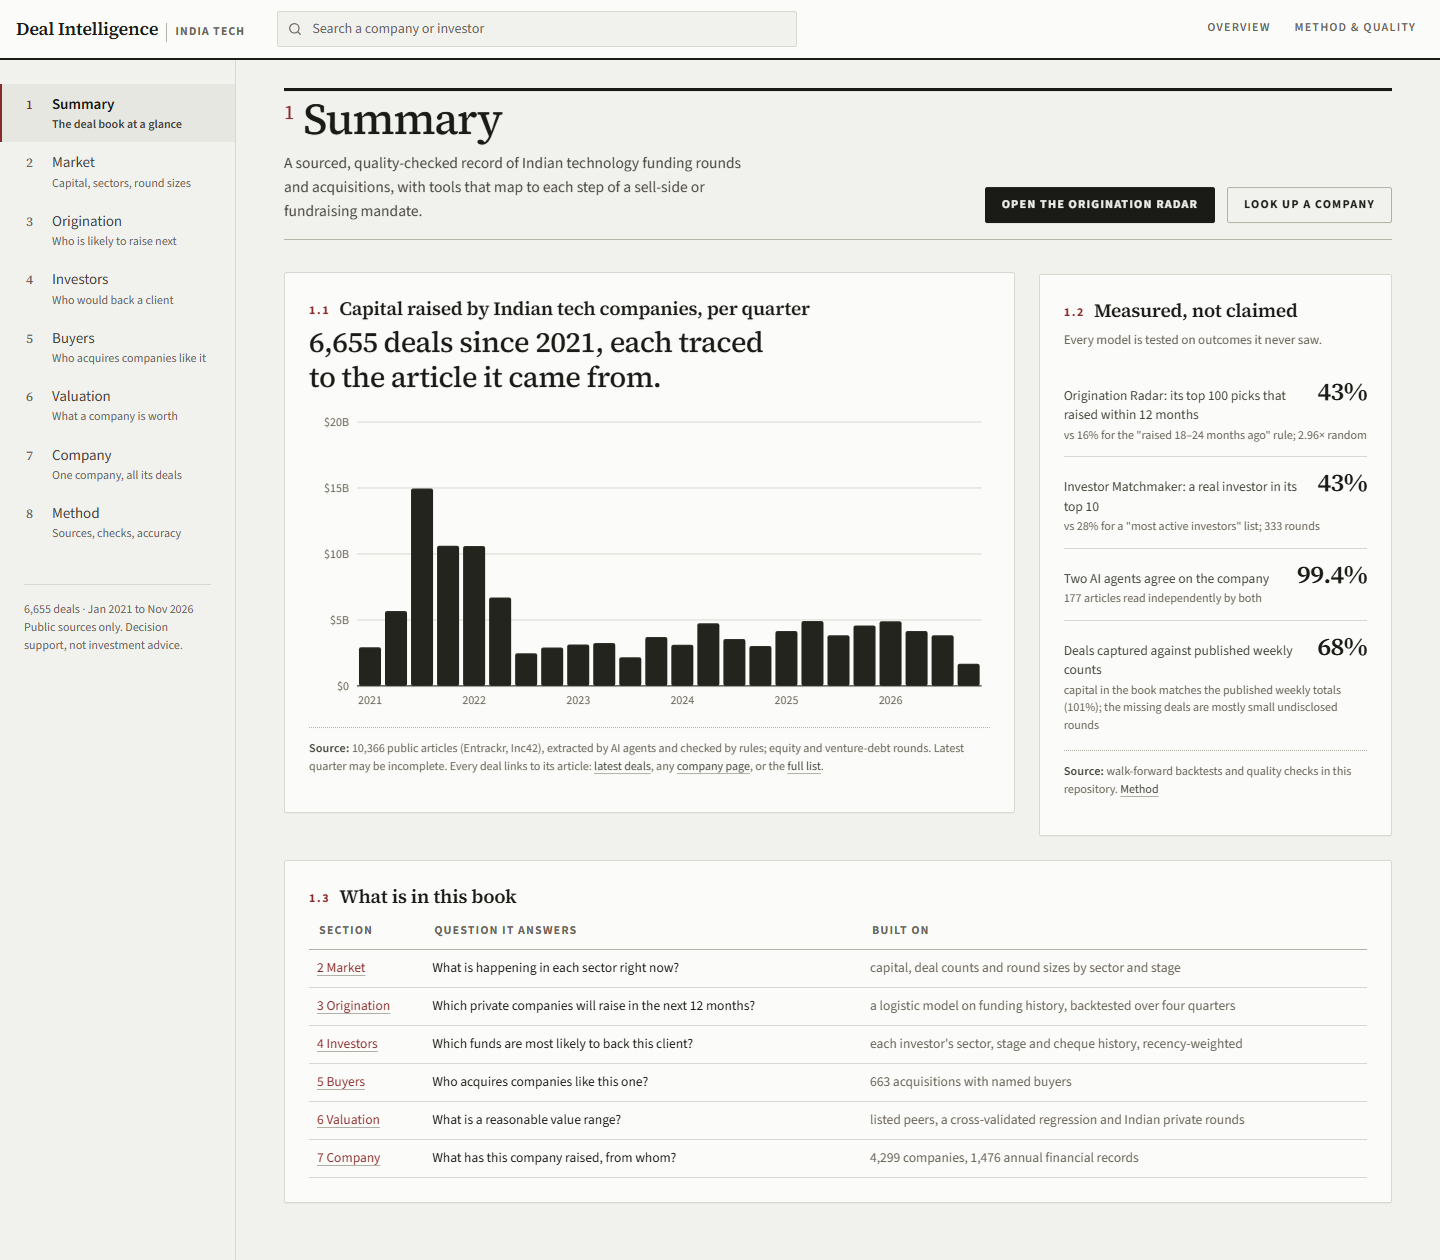 Deal Intelligence | INDIA TECH
Search a company or investor
OVERVIEW
METHOD & QUALITY
1 Summary
The deal book at a glance
2 Market
Capital, sectors, round sizes
3 Origination
Who is likely to raise next
4 Investors
Who would back a client
5 Buyers
Who acquires companies like it
6 Valuation
What a company is worth
7 Company
One company, all its deals
8 Method
Sources, checks, accuracy
6,655 deals · Jan 2021 to Nov 2026
Public sources only. Decision
support, not investment advice.
1 Summary
A sourced, quality-checked record of Indian technology funding rounds
and acquisitions, with tools that map to each step of a sell-side or
fundraising mandate.
OPEN THE ORIGINATION RADAR
LOOK UP A COMPANY
1.1 Capital raised by Indian tech companies, per quarter
6,655 deals since 2021, each traced
to the article it came from.
$20B
$15B
$10B
$5B
$0
2021 2022 2023 2024 2025 2026
Source: 10,366 public articles (Entrackr, Inc42), extracted by AI agents and checked by rules; equity and venture-debt rounds. Latest
quarter may be incomplete. Every deal links to its article: latest deals, any company page, or the full list.
1.2 Measured, not claimed
Every model is tested on outcomes it never saw.
Origination Radar: its top 100 picks that 43%
raised within 12 months
vs 16% for the "raised 18–24 months ago" rule; 2.96× random
Investor Matchmaker: a real investor in its 43%
top 10
vs 28% for a "most active investors" list; 333 rounds
Two AI agents agree on the company 99.4%
177 articles read independently by both
Deals captured against published weekly 68%
counts
capital in the book matches the published weekly totals
(101%); the missing deals are mostly small undisclosed
rounds
Source: walk-forward backtests and quality checks in this
repository. Method
1.3 What is in this book
SECTION QUESTION IT ANSWERS BUILT ON
2 Market What is happening in each sector right now? capital, deal counts and round sizes by sector and stage
3 Origination Which private companies will raise in the next 12 months? a logistic model on funding history, backtested over four quarters
4 Investors Which funds are most likely to back this client? each investor's sector, stage and cheque history, recency-weighted
5 Buyers Who acquires companies like this one? 663 acquisitions with named buyers
6 Valuation What is a reasonable value range? listed peers, a cross-validated regression and Indian private rounds
7 Company What has this company raised, from whom? 4,299 companies, 1,476 annual financial records